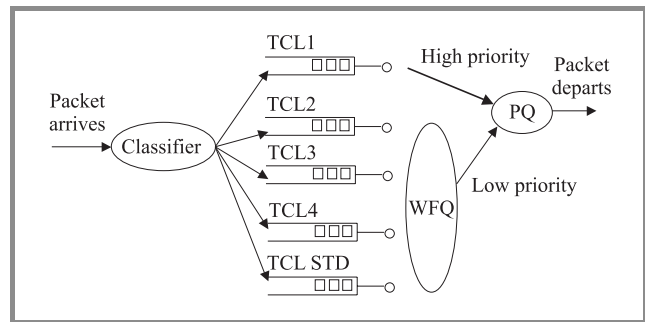 TCL1
High priority
Packet
departs
Packet
arrives
TCL2
PQ
Classifier
TCL3
Low priority
TCL4
WFQ
TCL STD